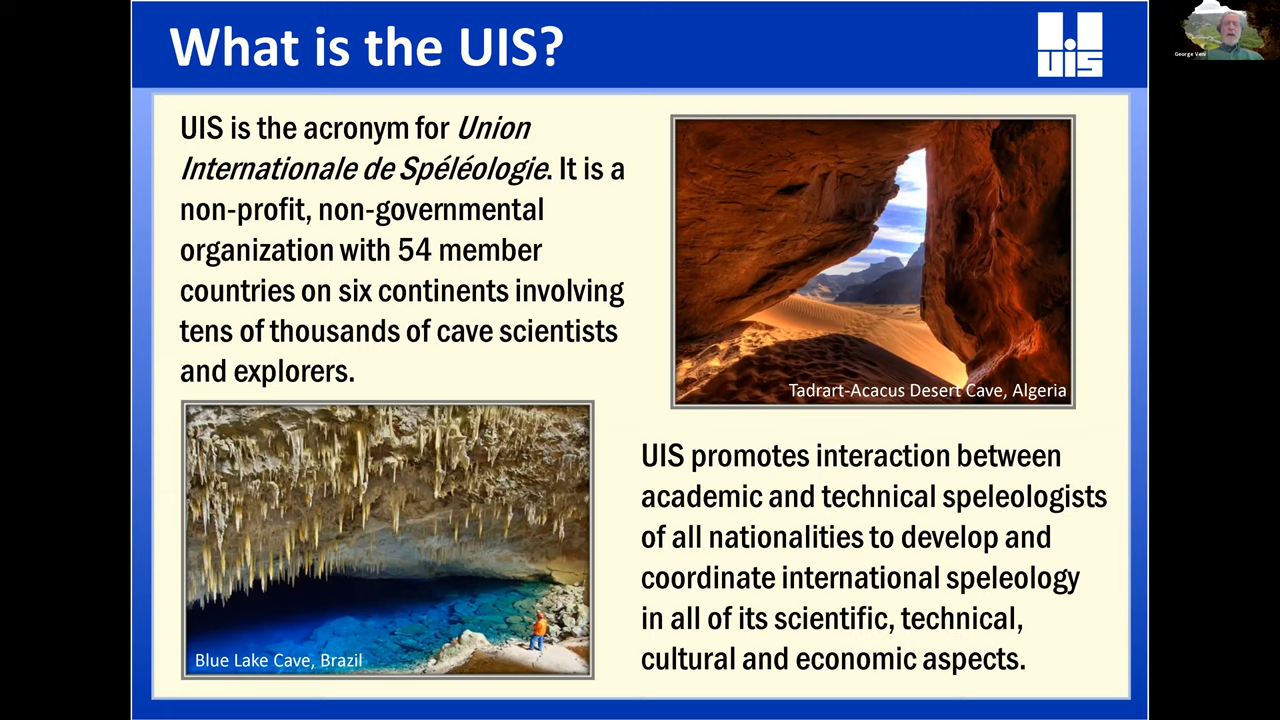 What is the UIS?
UIS
UIS is the acronym for Union
Internationale de Spéléologie. It is a
non-profit, non-governmental
organization with 54 member
countries on six continents involving
tens of thousands of cave scientists
and explorers.
Tadrart-Acacus Desert Cave, Algeria
Blue Lake Cave, Brazil
UIS promotes interaction between
academic and technical speleologists
of all nationalities to develop and
coordinate international speleology
in all of its scientific, technical,
cultural and economic aspects.
George Veni